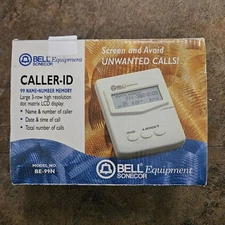 BELL Equipment
SONECOR
CALLER-ID
99 NAME+NUMBER MEMORY
Large 3-row high resolution
dot matrix LCD display
• Name & number of caller
• Date & time of call
• Total number of calls
MODEL NO.
BE-99N
Screen and Avoid
UNWANTED CALLS!
BELL Equipment
SONECOR